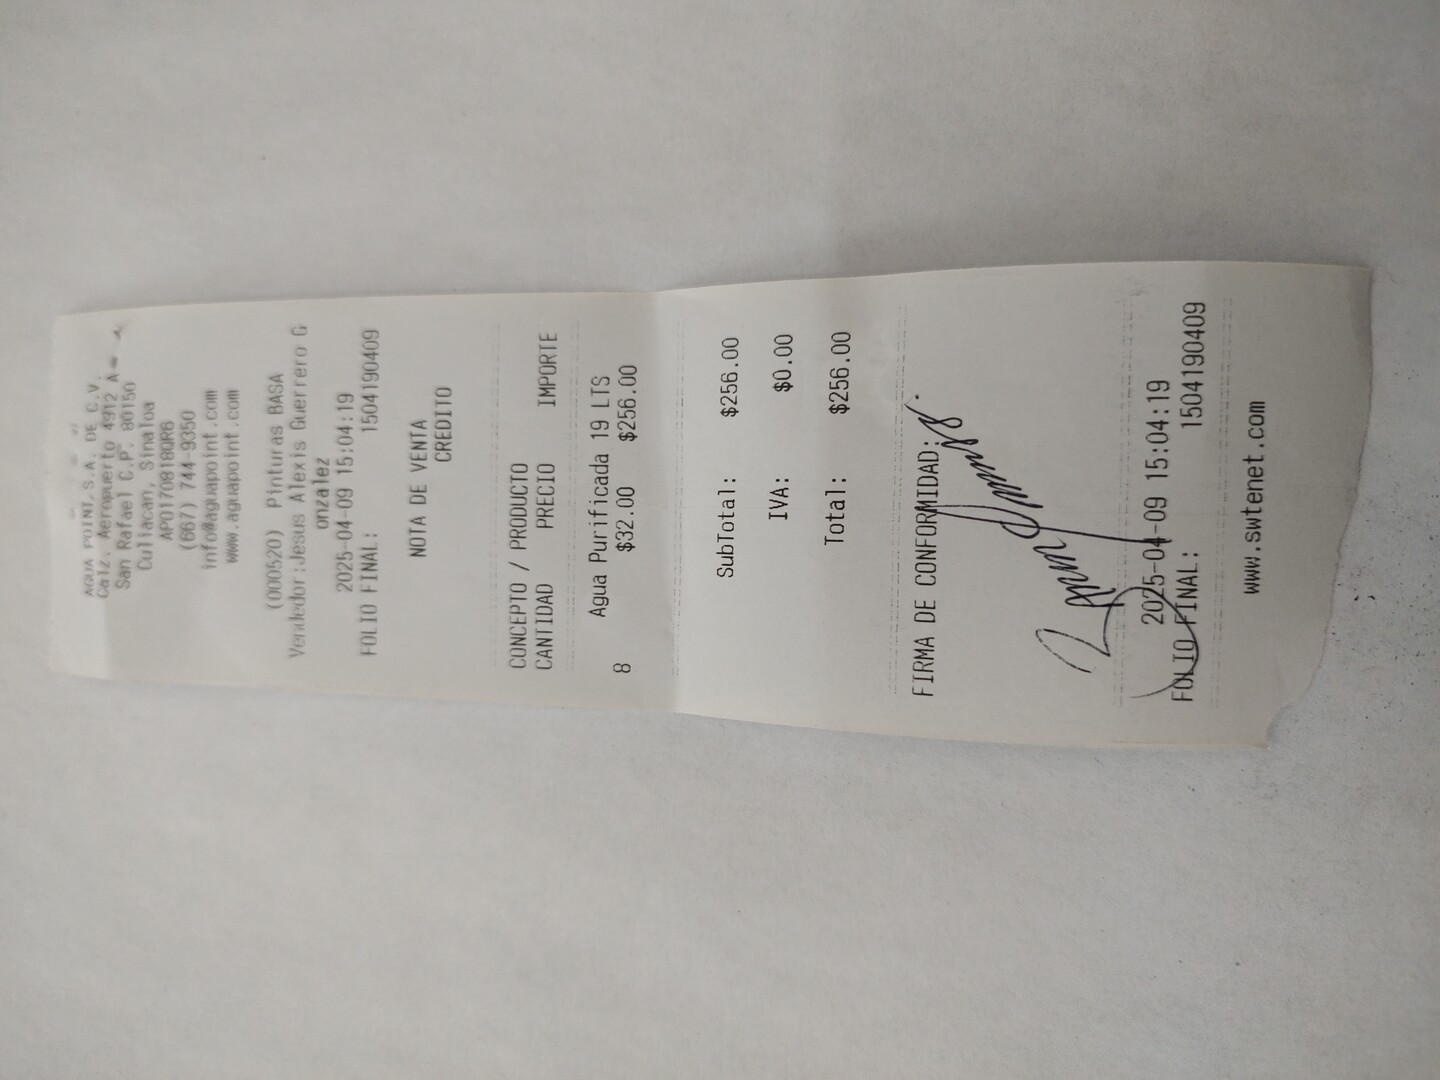 AGUA POINT, S.A. DE C.V.
Calz. Aeropuerto 4912 A
San Rafael C.P. 80150
Culiacan, Sinaloa
APO170818QR6
(667) 744-9350
info@aguapoint.com
www.aguapoint.com
(000520) Pinturas BASA
Vendedor:Jesus Alexis Guerrero G
onzalez
2025-04-09 15:04:19
FOLIO FINAL: 1504190409
NOTA DE VENTA
CREDITO
CONCEPTO / PRODUCTO
CANTIDAD PRECIO IMPORTE
Agua Purificada 19 LTS
8 $32.00 $256.00
SubTotal: $256.00
IVA: $0.00
Total: $256.00
FIRMA DE CONFORMIDAD:
2025-04-09 15:04:19
FOLIO FINAL: 1504190409
www.swtenet.com